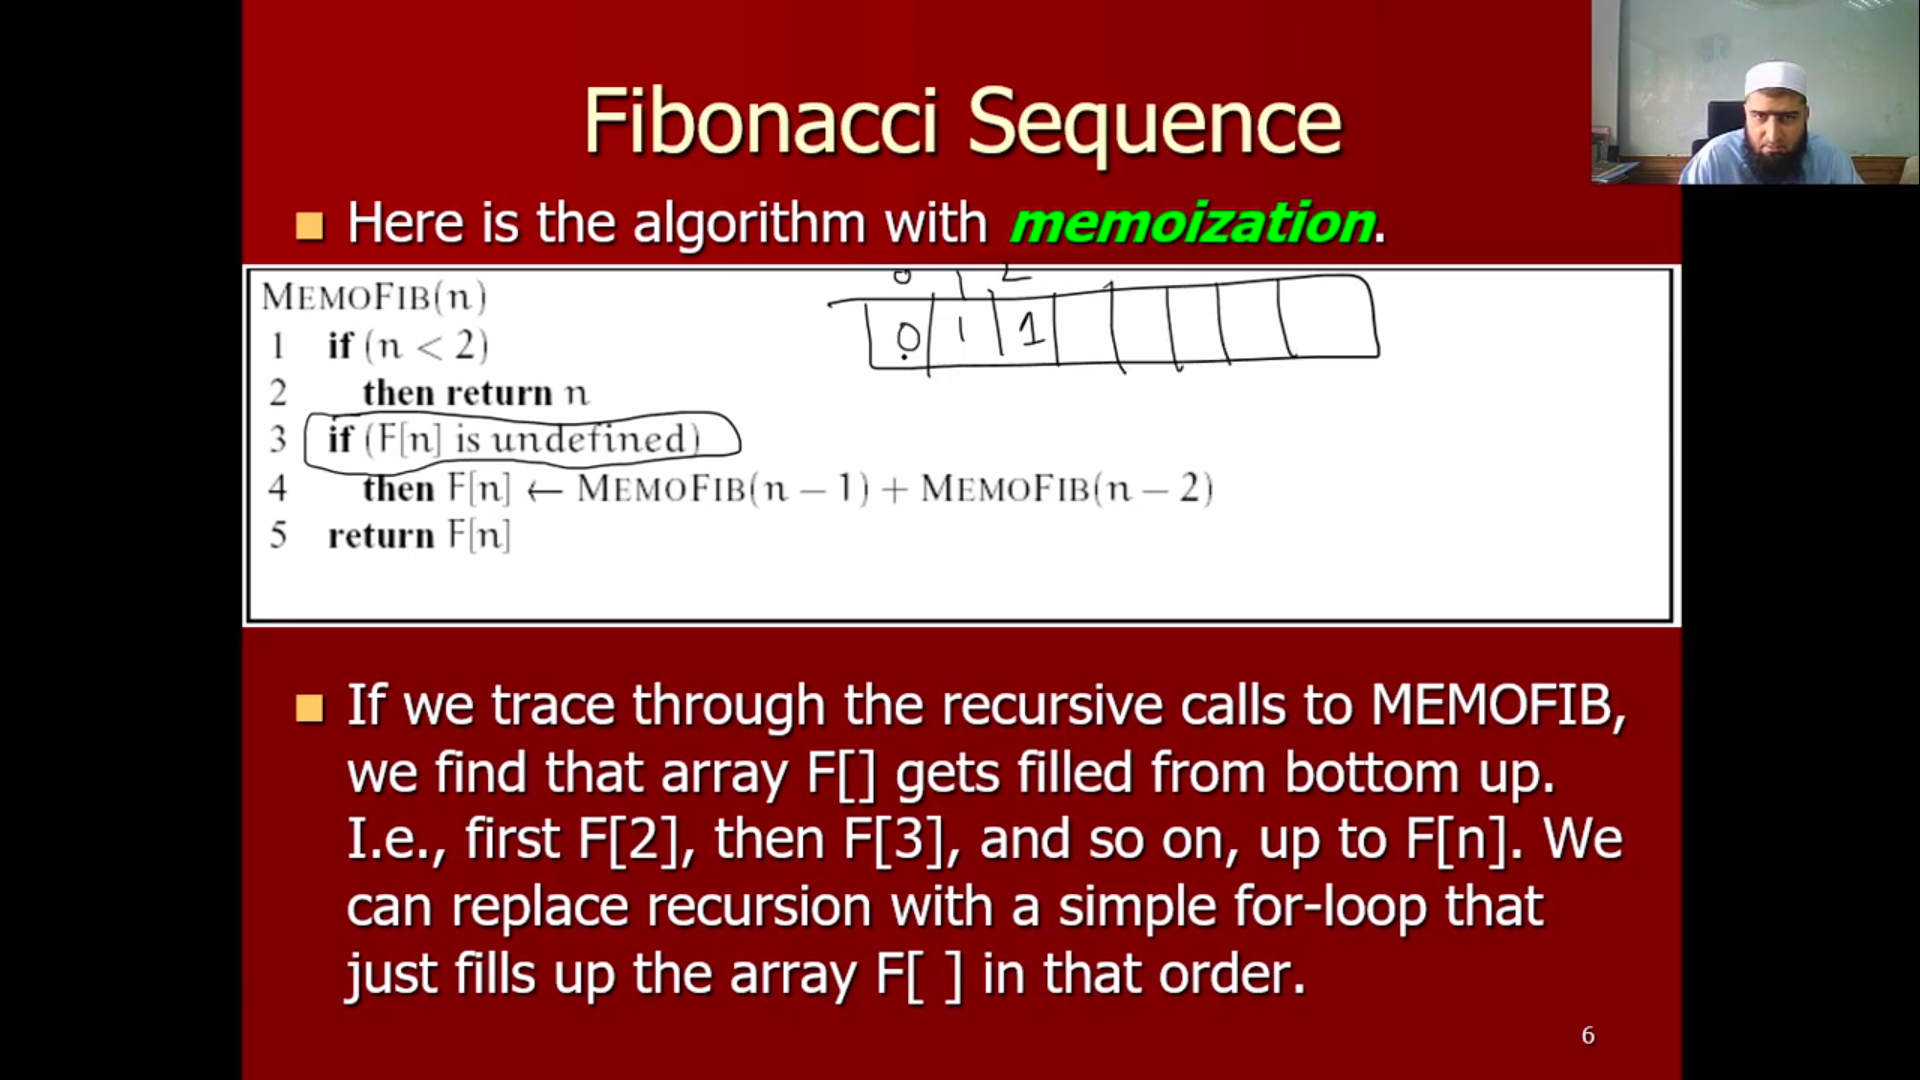 Fibonacci Sequence
Here is the algorithm with memoization.
0 1 2
MEMOFIB(n)
0 1 1
1 if (n < 2)
2 then return n
3 if (F[n] is undefined)
4 then F[n] ← MEMOFIB(n − 1) + MEMOFIB(n − 2)
5 return F[n]
If we trace through the recursive calls to MEMOFIB,
we find that array F[] gets filled from bottom up.
I.e., first F[2], then F[3], and so on, up to F[n]. We
can replace recursion with a simple for-loop that
just fills up the array F[ ] in that order.
6